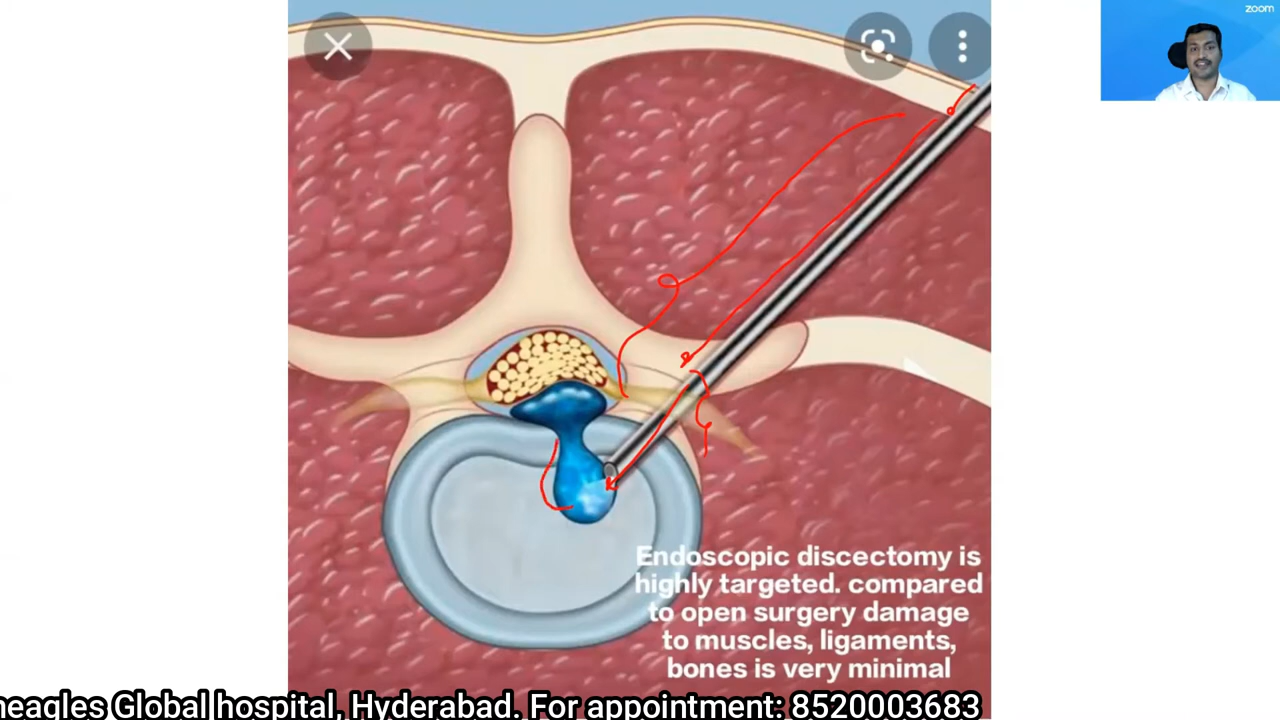 zoom
Endoscopic discectomy is
highly targeted. compared
to open surgery damage
to muscles, ligaments,
bones is very minimal
neagles Global hospital, Hyderabad. For appointment: 8520003683